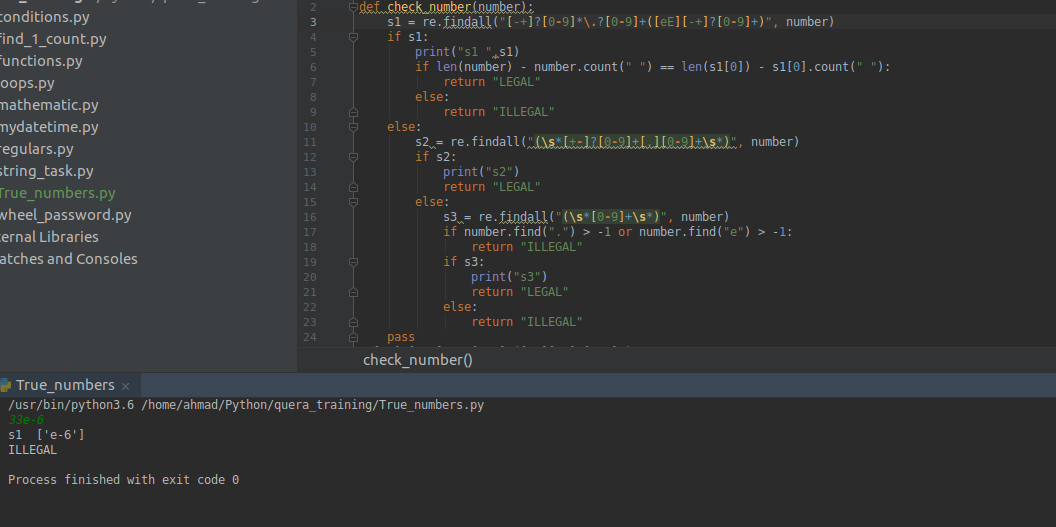 conditions.py
find_1_count.py
functions.py
loops.py
mathematic.py
mydatetime.py
regulars.py
string_task.py
True_numbers.py
wheel_password.py
ternal Libraries
atches and Consoles
2 def check_number(number):
3 s1 = re.findall("[-+]?[0-9]*\.?[0-9]+([eE][-+]?[0-9]+)", number)
4 if s1:
5 print("s1 ",s1)
6 if len(number) - number.count(" ") == len(s1[0]) - s1[0].count(" "):
7 return "LEGAL"
8 else:
9 return "ILLEGAL"
10 else:
11 s2 = re.findall("(\s*[+-]?[0-9]+[.][0-9]+\s*)", number)
12 if s2:
13 print("s2")
14 return "LEGAL"
15 else:
16 s3 = re.findall("(\s*[0-9]+\s*)", number)
17 if number.find(".") > -1 or number.find("e") > -1:
18 return "ILLEGAL"
19 if s3:
20 print("s3")
21 return "LEGAL"
22 else:
23 return "ILLEGAL"
24 pass
check_number()
True_numbers ×
/usr/bin/python3.6 /home/ahmad/Python/quera_training/True_numbers.py
33e-6
s1  ['e-6']
ILLEGAL
Process finished with exit code 0